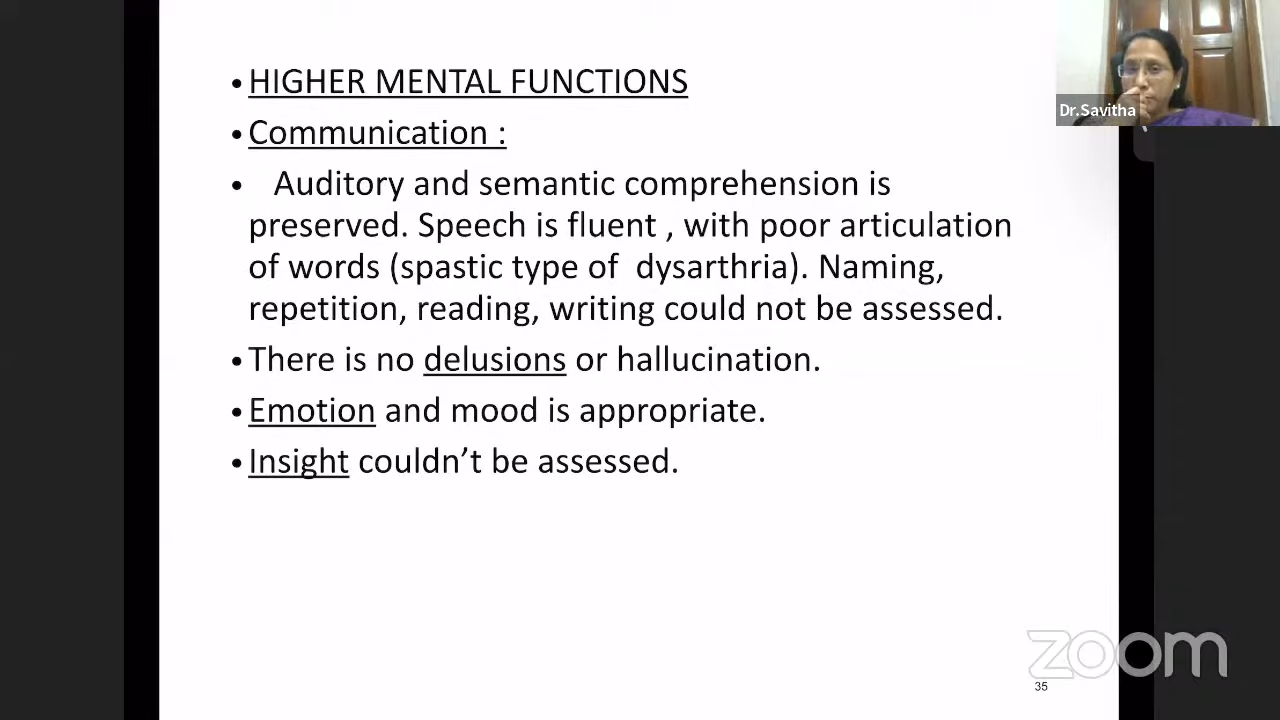 • HIGHER MENTAL FUNCTIONS
• Communication :
• Auditory and semantic comprehension is
preserved. Speech is fluent , with poor articulation
of words (spastic type of dysarthria). Naming,
repetition, reading, writing could not be assessed.
• There is no delusions or hallucination.
• Emotion and mood is appropriate.
• Insight couldn’t be assessed.
Dr.Savitha
zoom
35